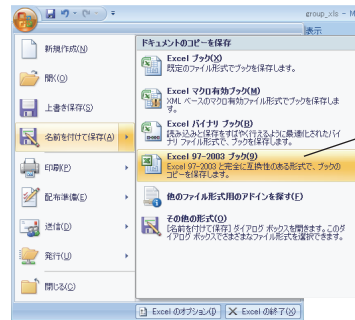 group_xls - M
表示
新規作成(N)
開く(O)
上書き保存(S)
名前を付けて保存(A)
印刷(P)
配布準備(E)
送信(D)
発行(U)
閉じる(C)
ドキュメントのコピーを保存
Excel ブック(X)
既定のファイル形式でブックを保存します。
Excel マクロ有効ブック(M)
XML ベースのマクロ有効ファイル形式でブックを保存しま
す。
Excel バイナリ ブック(B)
読み込みと保存をすばやく行えるように最適化されたバイ
ナリ ファイル形式で、ブックを保存します。
Excel 97-2003 ブック(9)
Excel 97-2003 と完全に互換性のある形式で、ブックの
コピーを保存します。
他のファイル形式用のアドインを探す(F)
その他の形式(O)
[名前を付けて保存] ダイアログ ボックスを開きます。このダ
イアログ ボックスでさまざまなファイル形式を選択できます。
Excel のオプション(I)
Excel の終了(X)